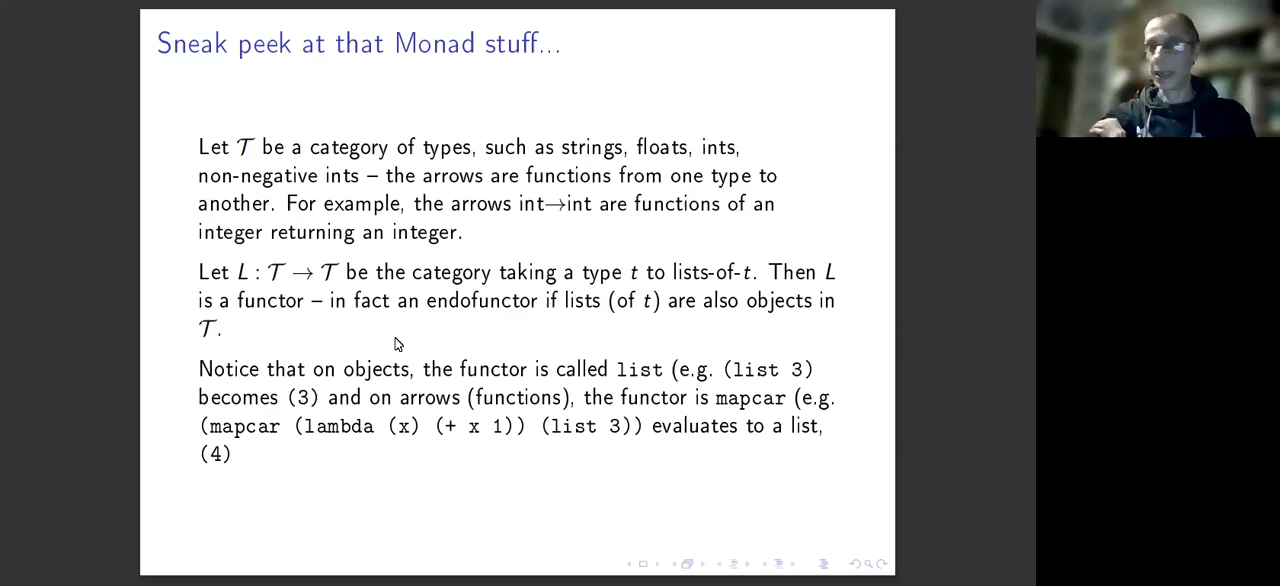 Sneak peek at that Monad stuff...
Let 𝒯 be a category of types, such as strings, floats, ints,
non-negative ints – the arrows are functions from one type to
another. For example, the arrows int→int are functions of an
integer returning an integer.
Let L : 𝒯 → 𝒯 be the category taking a type t to lists-of-t. Then L
is a functor – in fact an endofunctor if lists (of t) are also objects in
𝒯.
Notice that on objects, the functor is called list (e.g. (list 3)
becomes (3) and on arrows (functions), the functor is mapcar (e.g.
(mapcar (lambda (x) (+ x 1)) (list 3)) evaluates to a list,
(4)